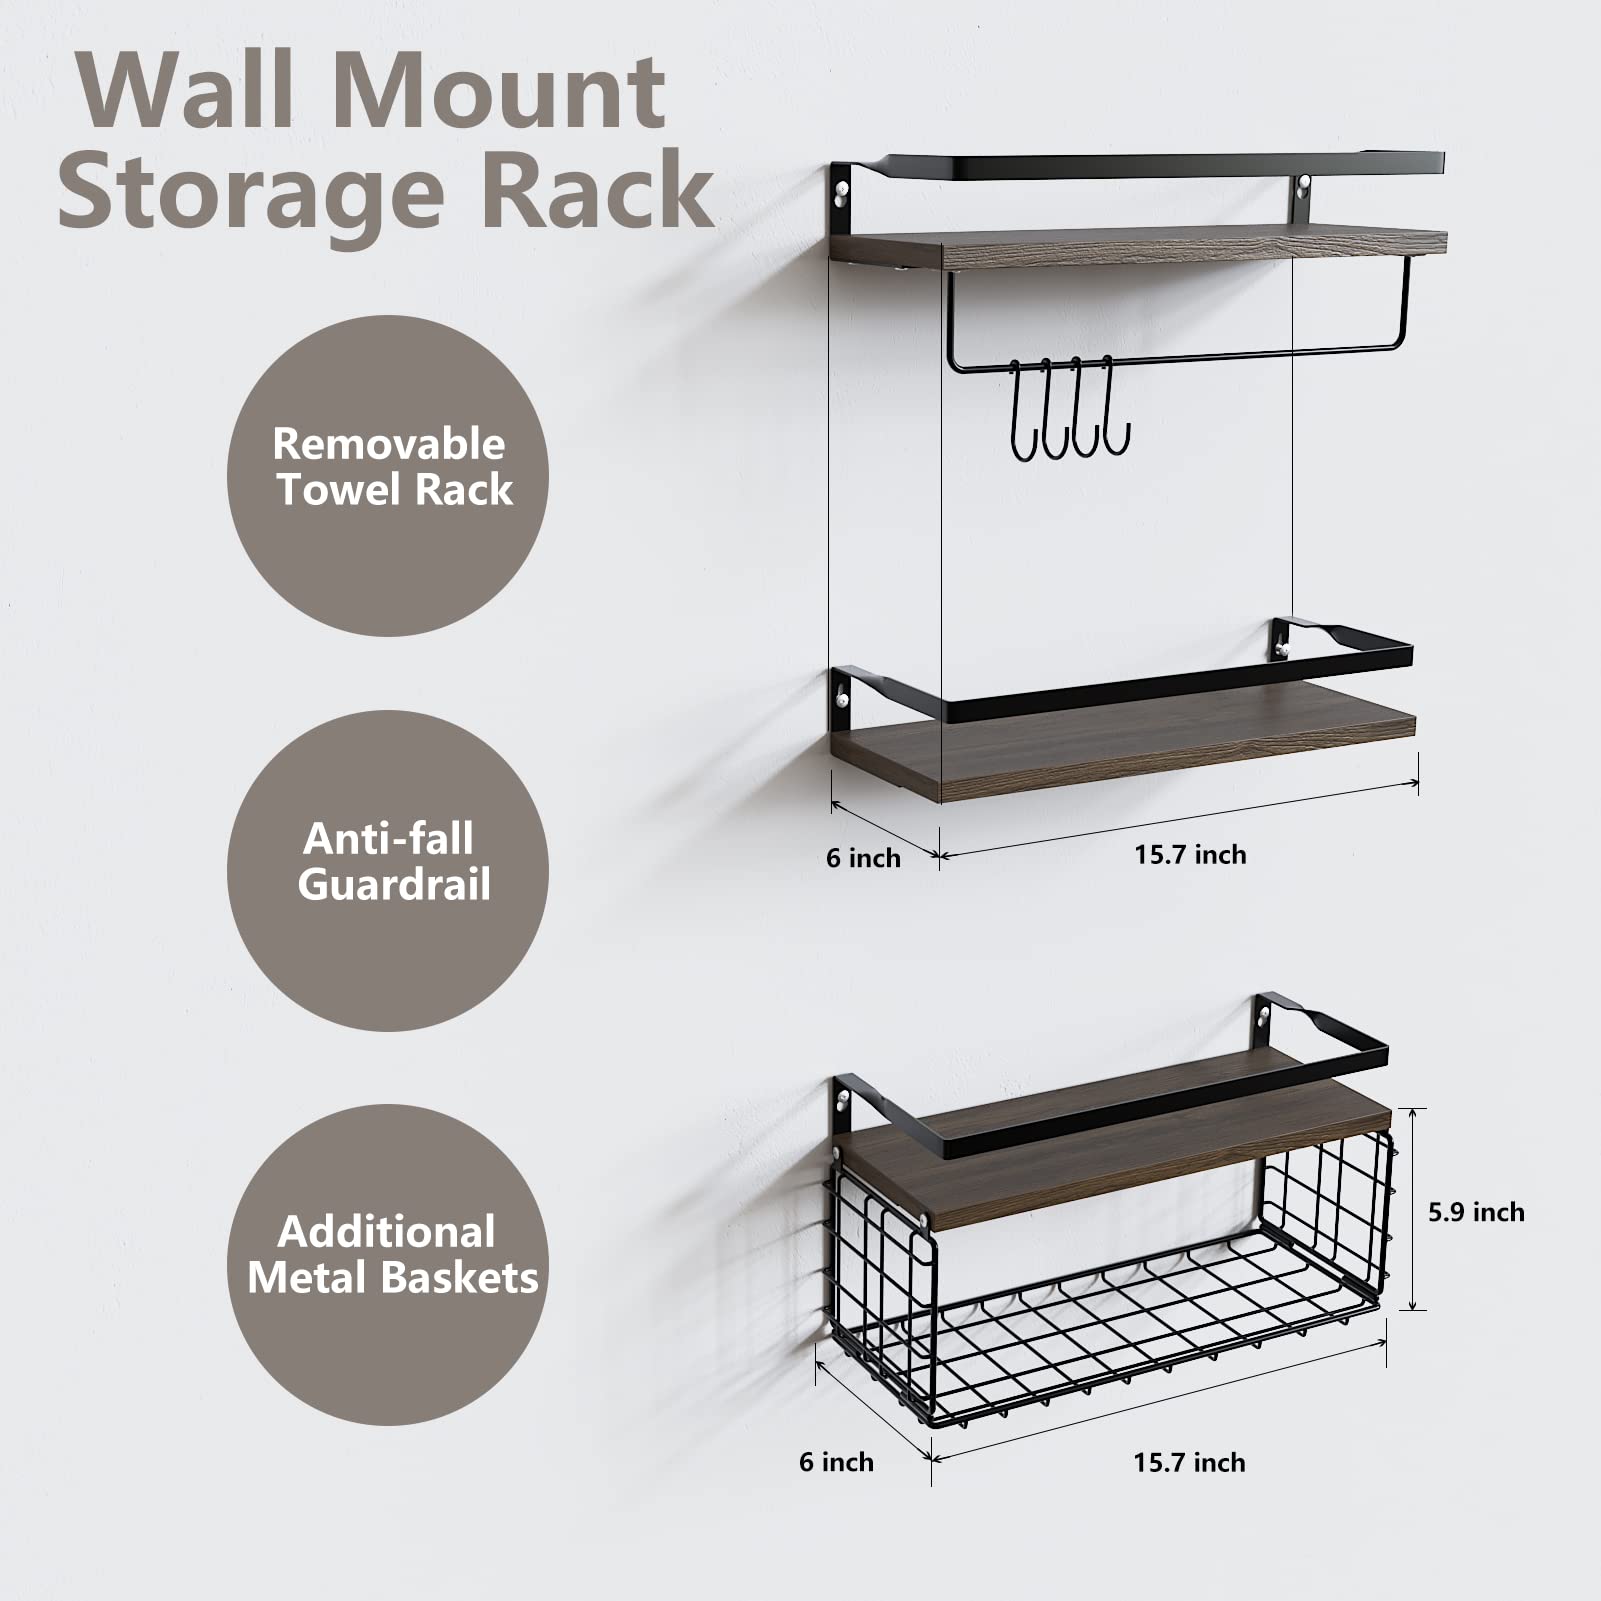 Wall Mount
Storage Rack
Removable
Towel Rack
Anti-fall
Guardrail
Additional
Metal Baskets
6 inch
15.7 inch
5.9 inch
6 inch
15.7 inch